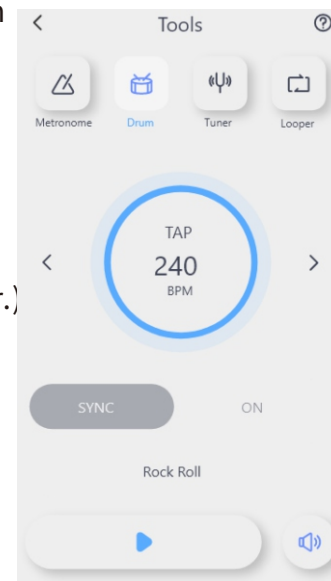 n
Tools
Metronome Drum Tuner Looper
TAP
240
BPM
r.)
SYNC ON
Rock Roll